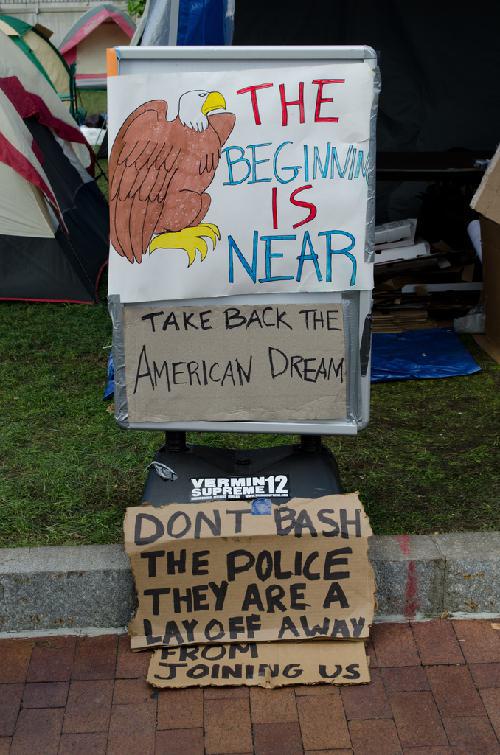 THE
BEGINNIN
IS
NEAR
TAKE BACK THE
AMERICAN DREAM
VERMIN
SUPREME 12
DONT BASH
THE POLICE
THEY ARE A
LAYOFF AWAY
FROM
JOINING US